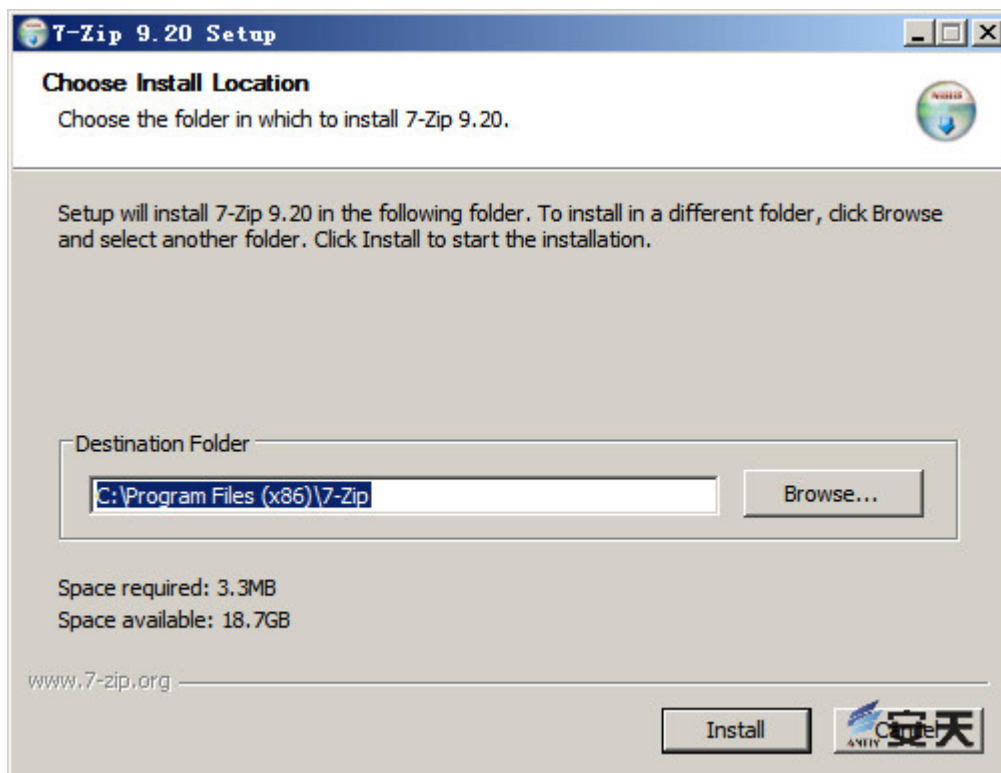 7-Zip 9.20 Setup
Choose Install Location
Choose the folder in which to install 7-Zip 9.20.
Setup will install 7-Zip 9.20 in the following folder. To install in a different folder, click Browse
and select another folder. Click Install to start the installation.
Destination Folder
C:\Program Files (x86)\7-Zip
Browse...
Space required: 3.3MB
Space available: 18.7GB
www.7-zip.org
Install
安天